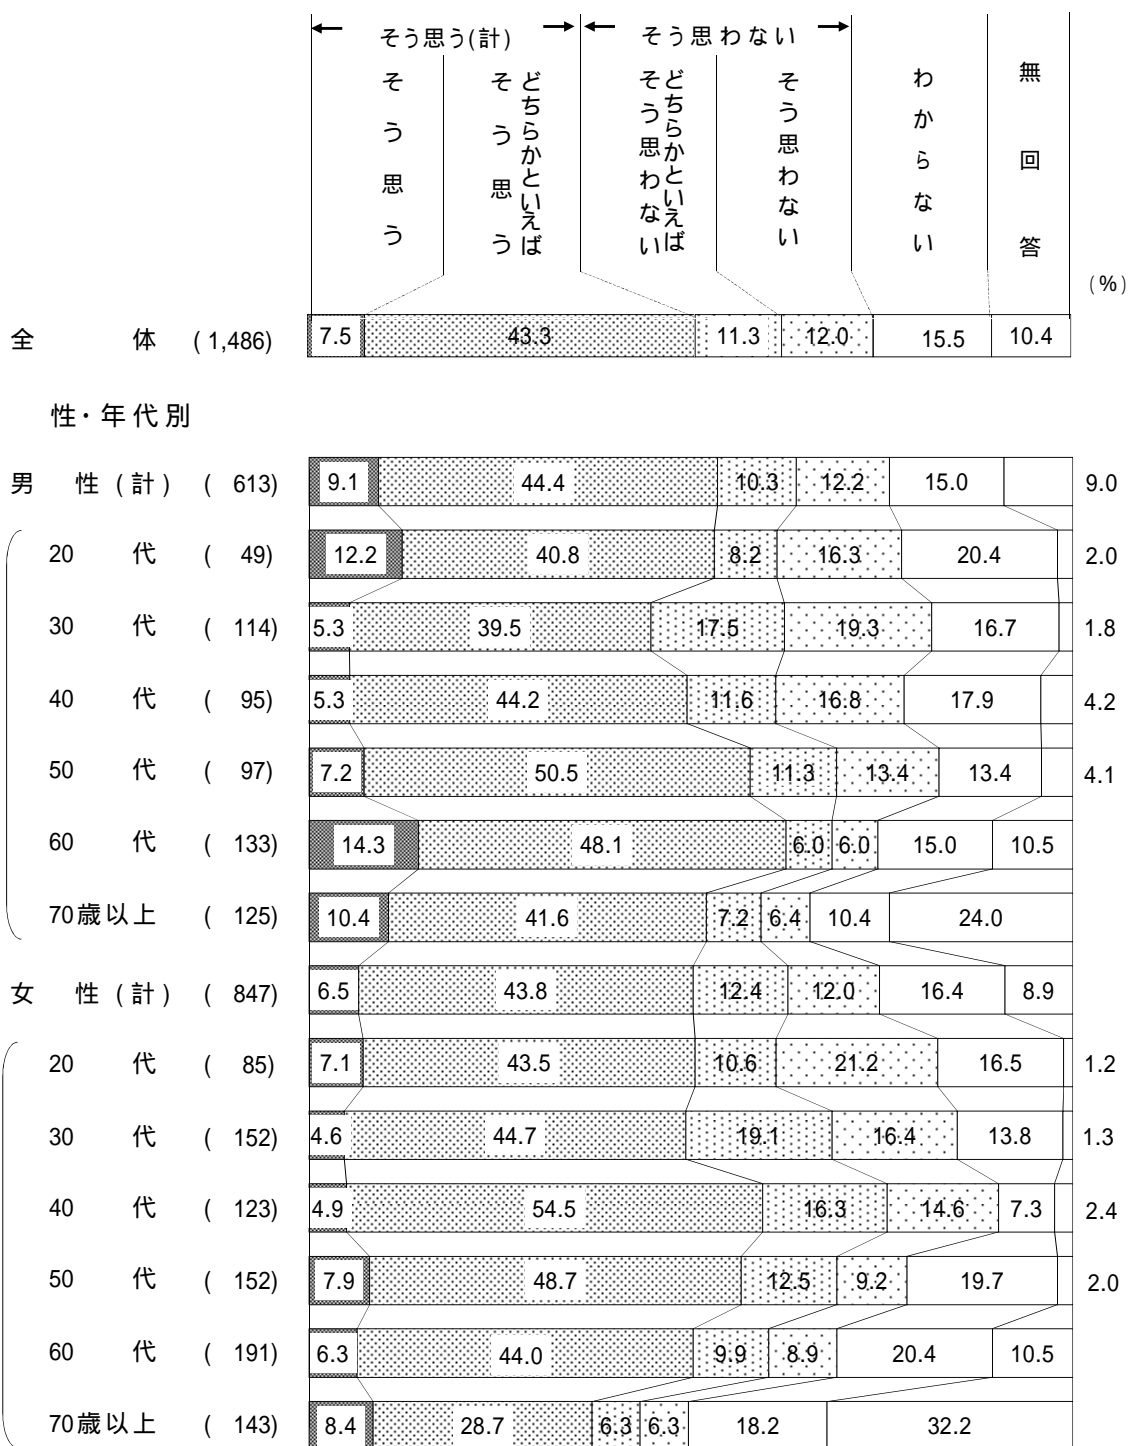 そう思う(計)
そう思わない
そう思う
どちらかといえば
そう思う
どちらかといえば
そう思わない
そう思わない
わからない
無回答
(%)
全体 (1,486) 7.5 43.3 11.3 12.0 15.5 10.4
性・年代別
男性(計) (613) 9.1 44.4 10.3 12.2 15.0 9.0
20代 (49) 12.2 40.8 8.2 16.3 20.4 2.0
30代 (114) 5.3 39.5 17.5 19.3 16.7 1.8
40代 (95) 5.3 44.2 11.6 16.8 17.9 4.2
50代 (97) 7.2 50.5 11.3 13.4 13.4 4.1
60代 (133) 14.3 48.1 6.0 6.0 15.0 10.5
70歳以上 (125) 10.4 41.6 7.2 6.4 10.4 24.0
女性(計) (847) 6.5 43.8 12.4 12.0 16.4 8.9
20代 (85) 7.1 43.5 10.6 21.2 16.5 1.2
30代 (152) 4.6 44.7 19.1 16.4 13.8 1.3
40代 (123) 4.9 54.5 16.3 14.6 7.3 2.4
50代 (152) 7.9 48.7 12.5 9.2 19.7 2.0
60代 (191) 6.3 44.0 9.9 8.9 20.4 10.5
70歳以上 (143) 8.4 28.7 6.3 6.3 18.2 32.2